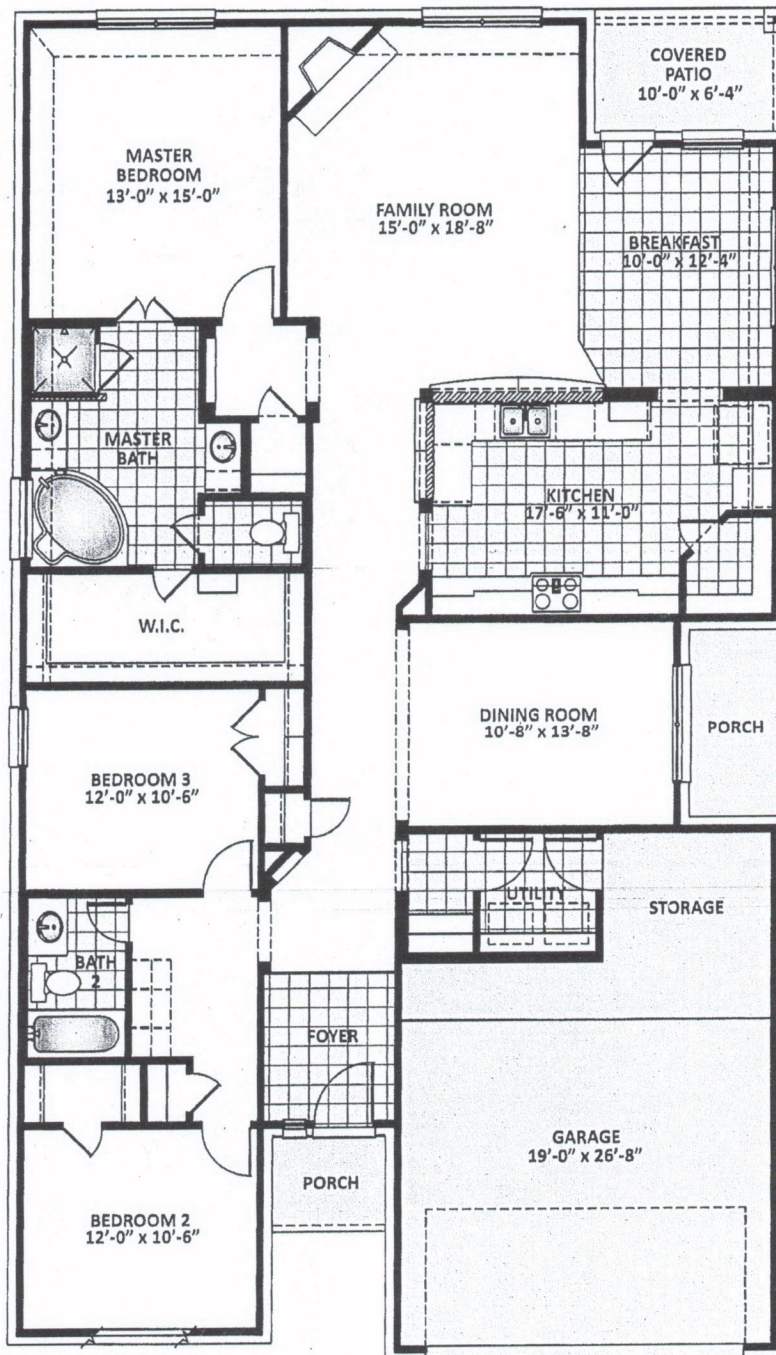 COVERED
PATIO
10'-0" x 6'-4"
MASTER
BEDROOM
13'-0" x 15'-0"
FAMILY ROOM
15'-0" x 18'-8"
BREAKFAST
10'-0" x 12'-4"
MASTER
BATH
KITCHEN
17'-6" x 11'-0"
W.I.C.
DINING ROOM
10'-8" x 13'-8"
PORCH
BEDROOM 3
12'-0" x 10'-6"
UTILITY
STORAGE
BATH
2
FOYER
GARAGE
19'-0" x 26'-8"
PORCH
BEDROOM 2
12'-0" x 10'-6"